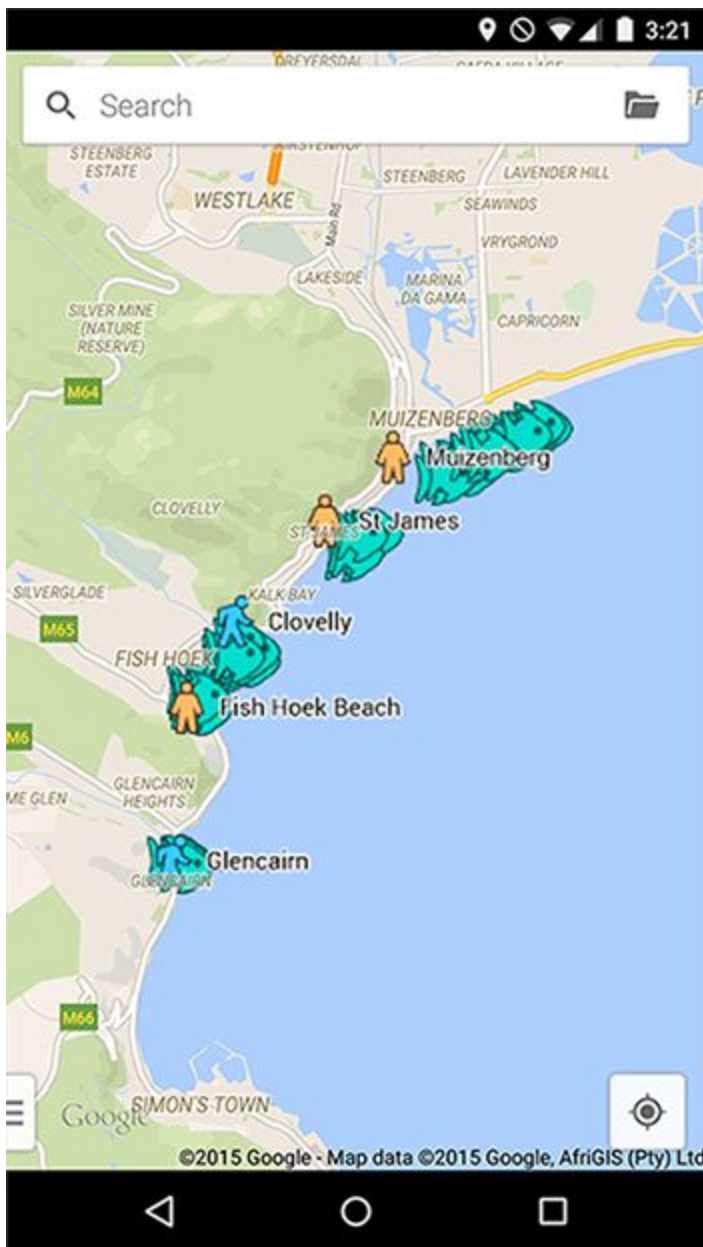 3:21
DREYERSDAL
Search
KIRSTENHOF
STEENBERG
ESTATE
STEENBERG
LAVENDER HILL
WESTLAKE
SEAWINDS
Main Rd
VRYGROND
LAKESIDE
MARINA
DA GAMA
SILVER MINE
(NATURE
RESERVE)
CAPRICORN
M64
MUIZENBERG
Muizenberg
CLOVELLY
St James
ST JAMES
SILVERGLADE
KALK BAY
Clovelly
M65
FISH HOEK
Fish Hoek Beach
M6
GLENCAIRN
HEIGHTS
ME GLEN
Glencairn
GLENCAIRN
M66
Google
SIMON'S TOWN
©2015 Google - Map data ©2015 Google, AfriGIS (Pty) Ltd